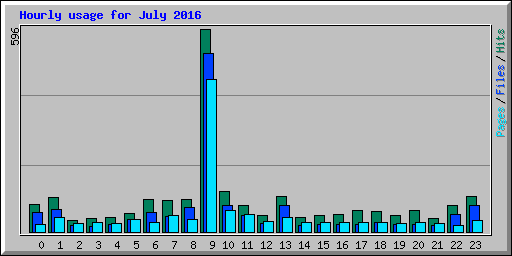 Hourly usage for July 2016
596
Pages/Files/Hits
0 1 2 3 4 5 6 7 8 9 10 11 12 13 14 15 16 17 18 19 20 21 22 23